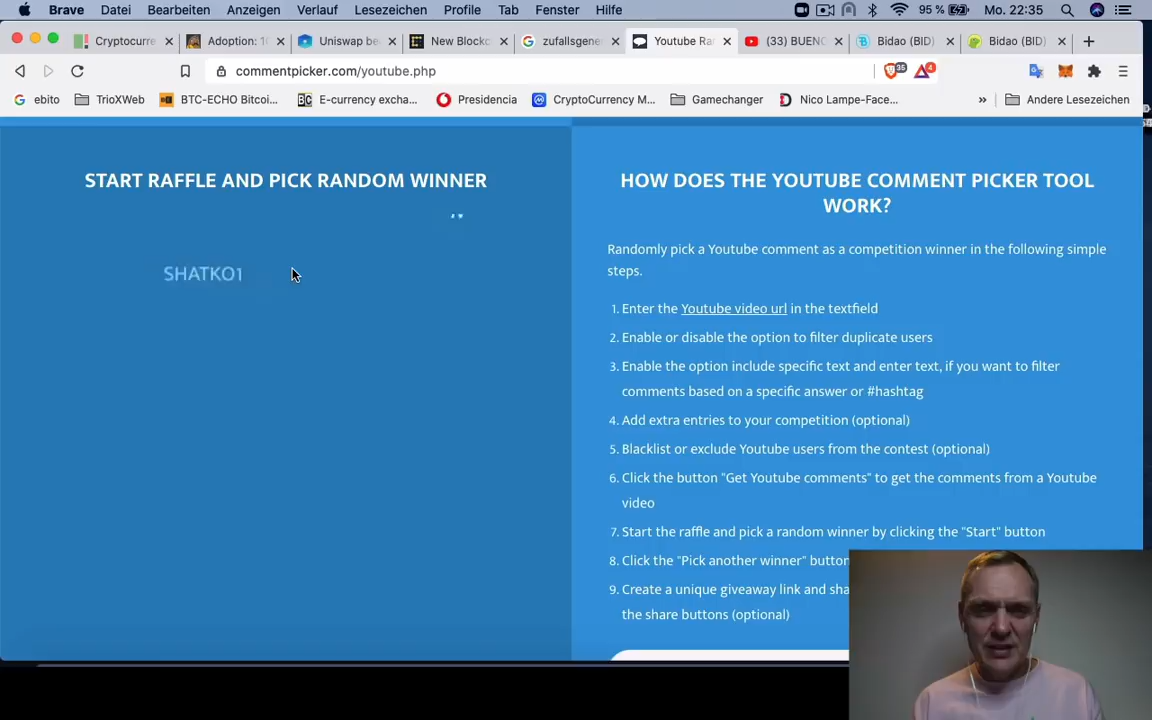 Brave Datei Bearbeiten Anzeigen Verlauf Lesezeichen Profile Tab Fenster Hilfe 95 % Mo. 22:35
Cryptocurre Adoption: 1 Uniswap be New Blocko zufallsgene Youtube Ra (33) BUENO Bidao (BID) Bidao (BID)
commentpicker.com/youtube.php 35 4
ebito TrioXWeb BTC-ECHO Bitcoi... E-currency excha... Presidencia CryptoCurrency M... Gamechanger Nico Lampe-Face... » Andere Lesezeichen
START RAFFLE AND PICK RANDOM WINNER
SHATKO1
HOW DOES THE YOUTUBE COMMENT PICKER TOOL
WORK?
Randomly pick a Youtube comment as a competition winner in the following simple
steps.
1. Enter the Youtube video url in the textfield
2. Enable or disable the option to filter duplicate users
3. Enable the option include specific text and enter text, if you want to filter
comments based on a specific answer or #hashtag
4. Add extra entries to your competition (optional)
5. Blacklist or exclude Youtube users from the contest (optional)
6. Click the button "Get Youtube comments" to get the comments from a Youtube
video
7. Start the raffle and pick a random winner by clicking the "Start" button
8. Click the "Pick another winner" button
9. Create a unique giveaway link and sha
the share buttons (optional)